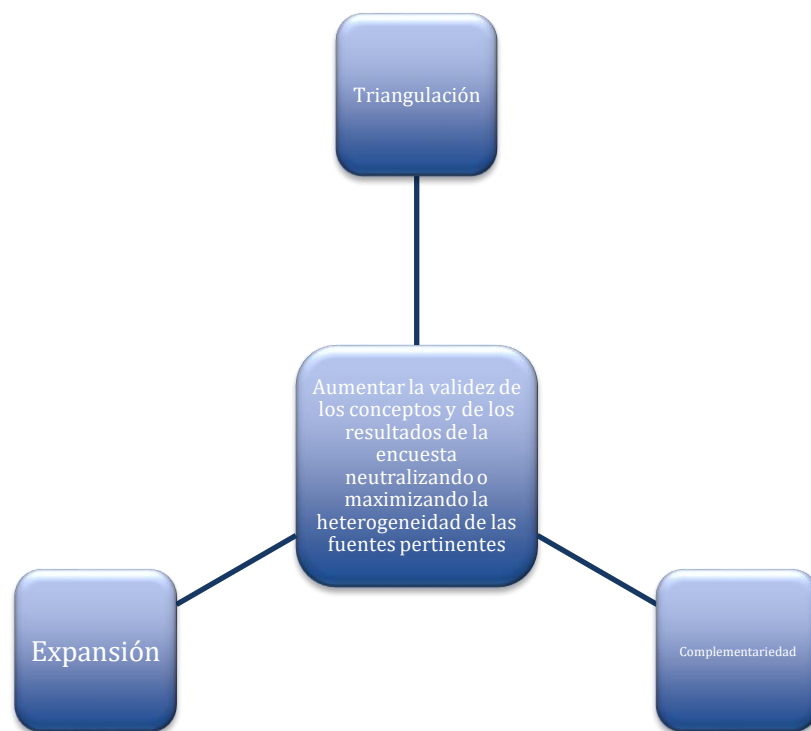 Triangulación
Aumentar la validez de
los conceptos y de los
resultados de la
encuesta
neutralizando o
maximizando la
heterogeneidad de las
fuentes pertinentes
Expansión
Complementariedad